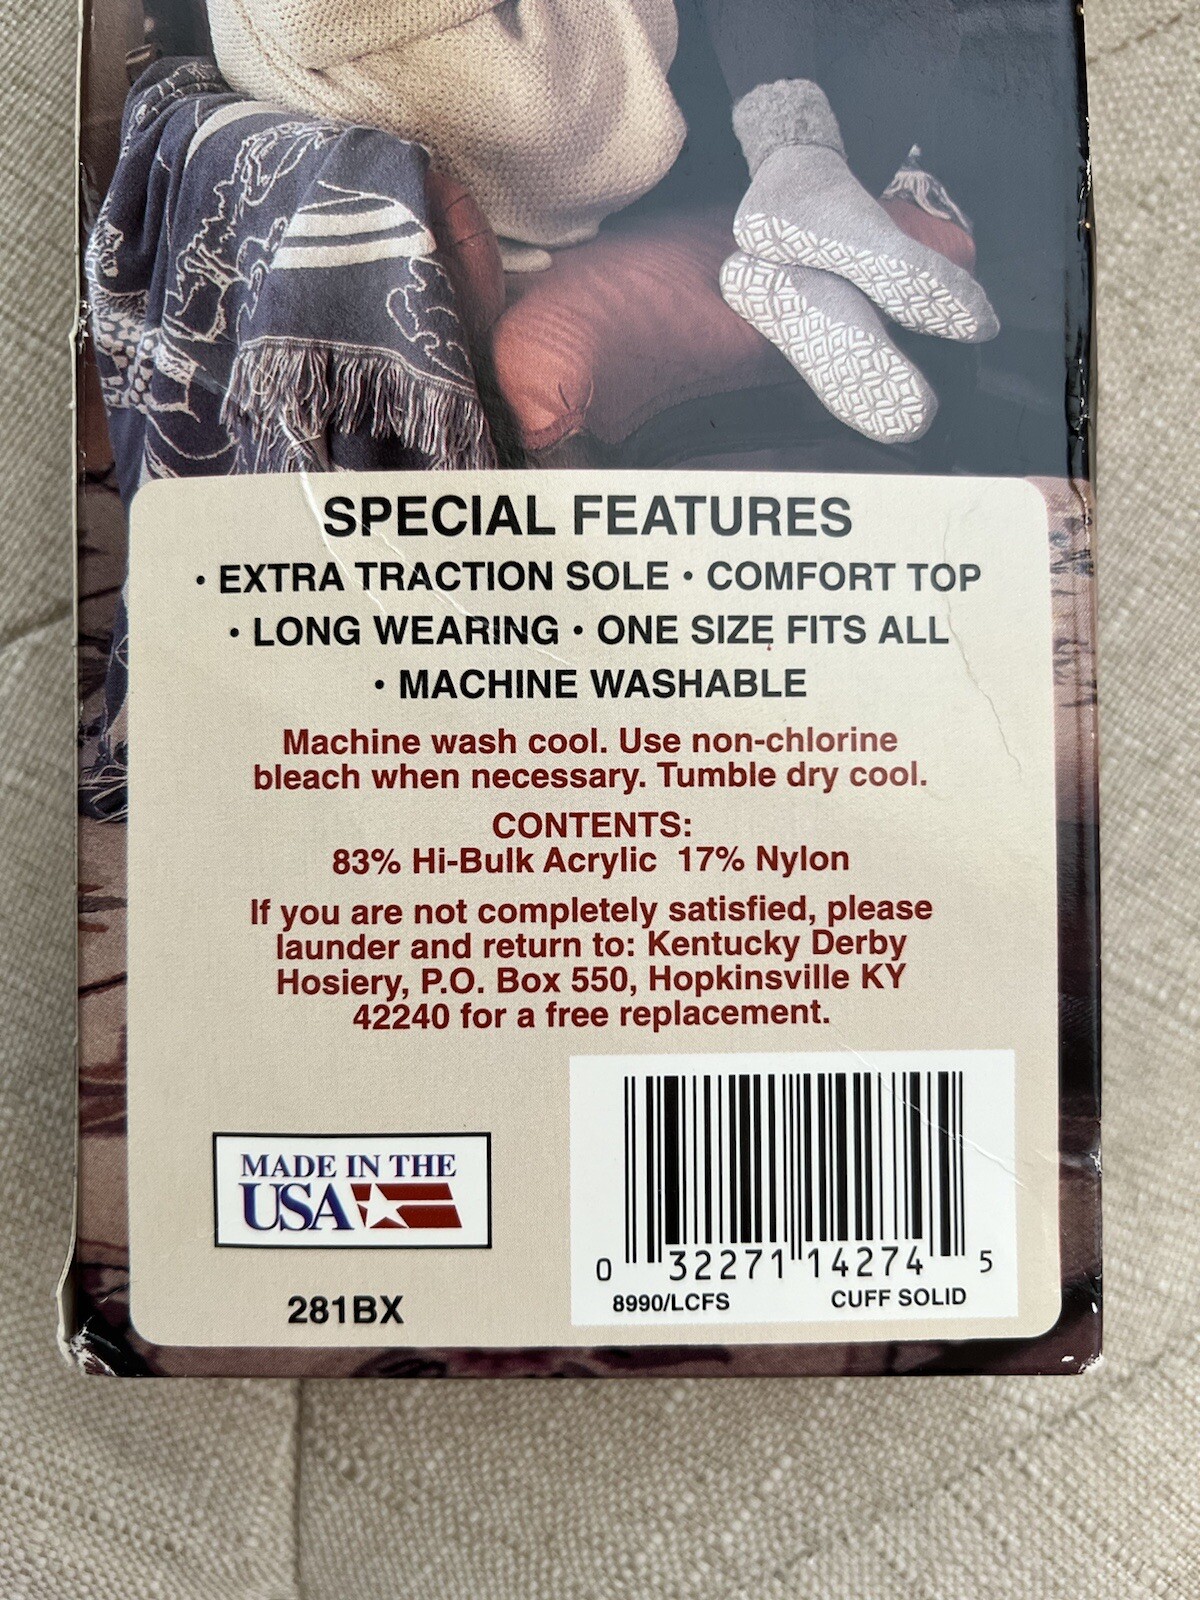 SPECIAL FEATURES
• EXTRA TRACTION SOLE • COMFORT TOP
• LONG WEARING • ONE SIZE FITS ALL
• MACHINE WASHABLE
Machine wash cool. Use non-chlorine
bleach when necessary. Tumble dry cool.
CONTENTS:
83% Hi-Bulk Acrylic 17% Nylon
If you are not completely satisfied, please
launder and return to: Kentucky Derby
Hosiery, P.O. Box 550, Hopkinsville KY
42240 for a free replacement.
MADE IN THE
USA
281BX
0 32271 14274 5
8990/LCFS CUFF SOLID